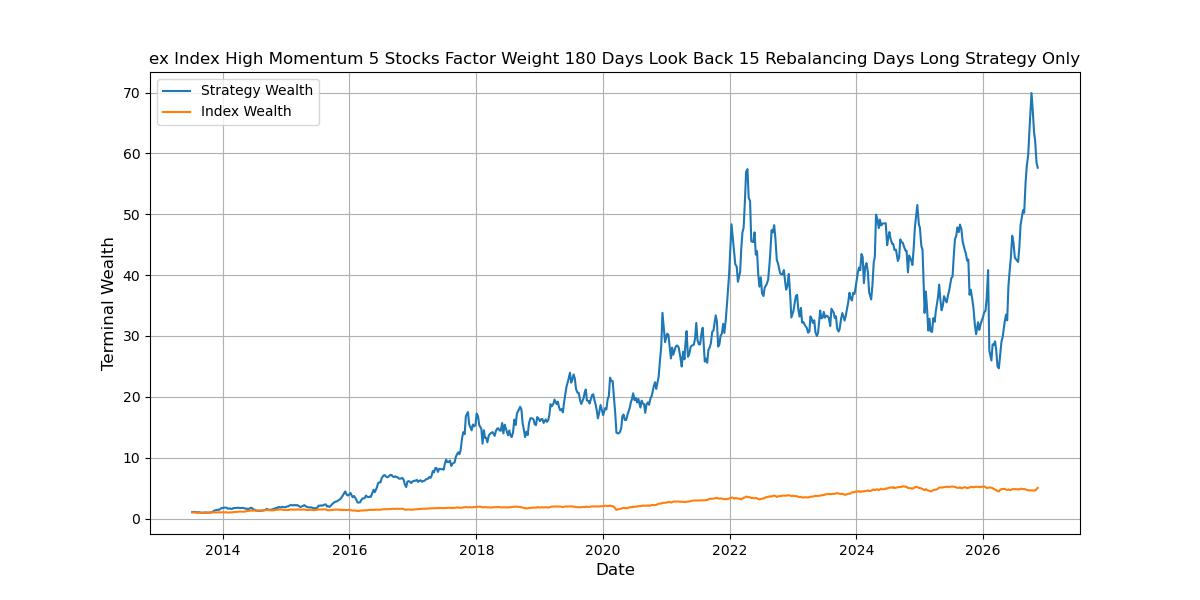 ex Index High Momentum 5 Stocks Factor Weight 180 Days Look Back 15 Rebalancing Days Long Strategy Only
Strategy Wealth
Index Wealth
Terminal Wealth
70
60
50
40
30
20
10
0
2014 2016 2018 2020 2022 2024 2026
Date